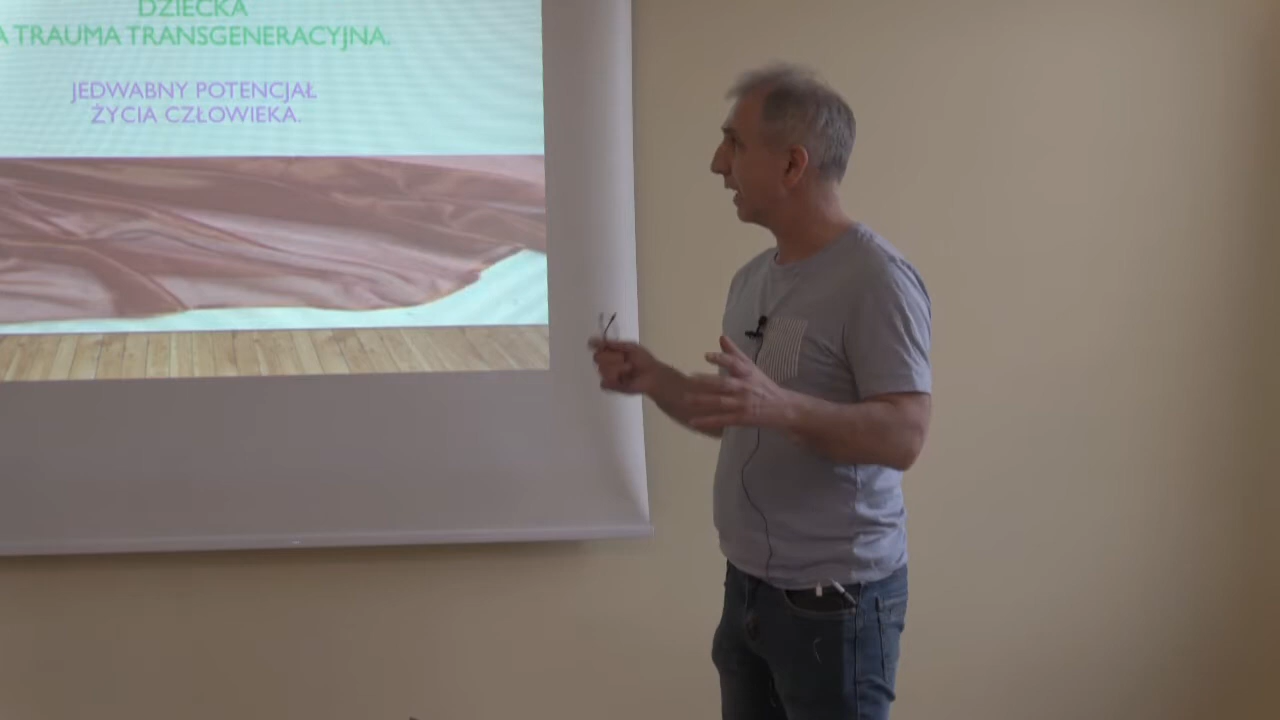 DZIECKA
A TRAUMA TRANSGENERACYJNA.
JEDWABNY POTENCJAŁ
ŻYCIA CZŁOWIEKA.